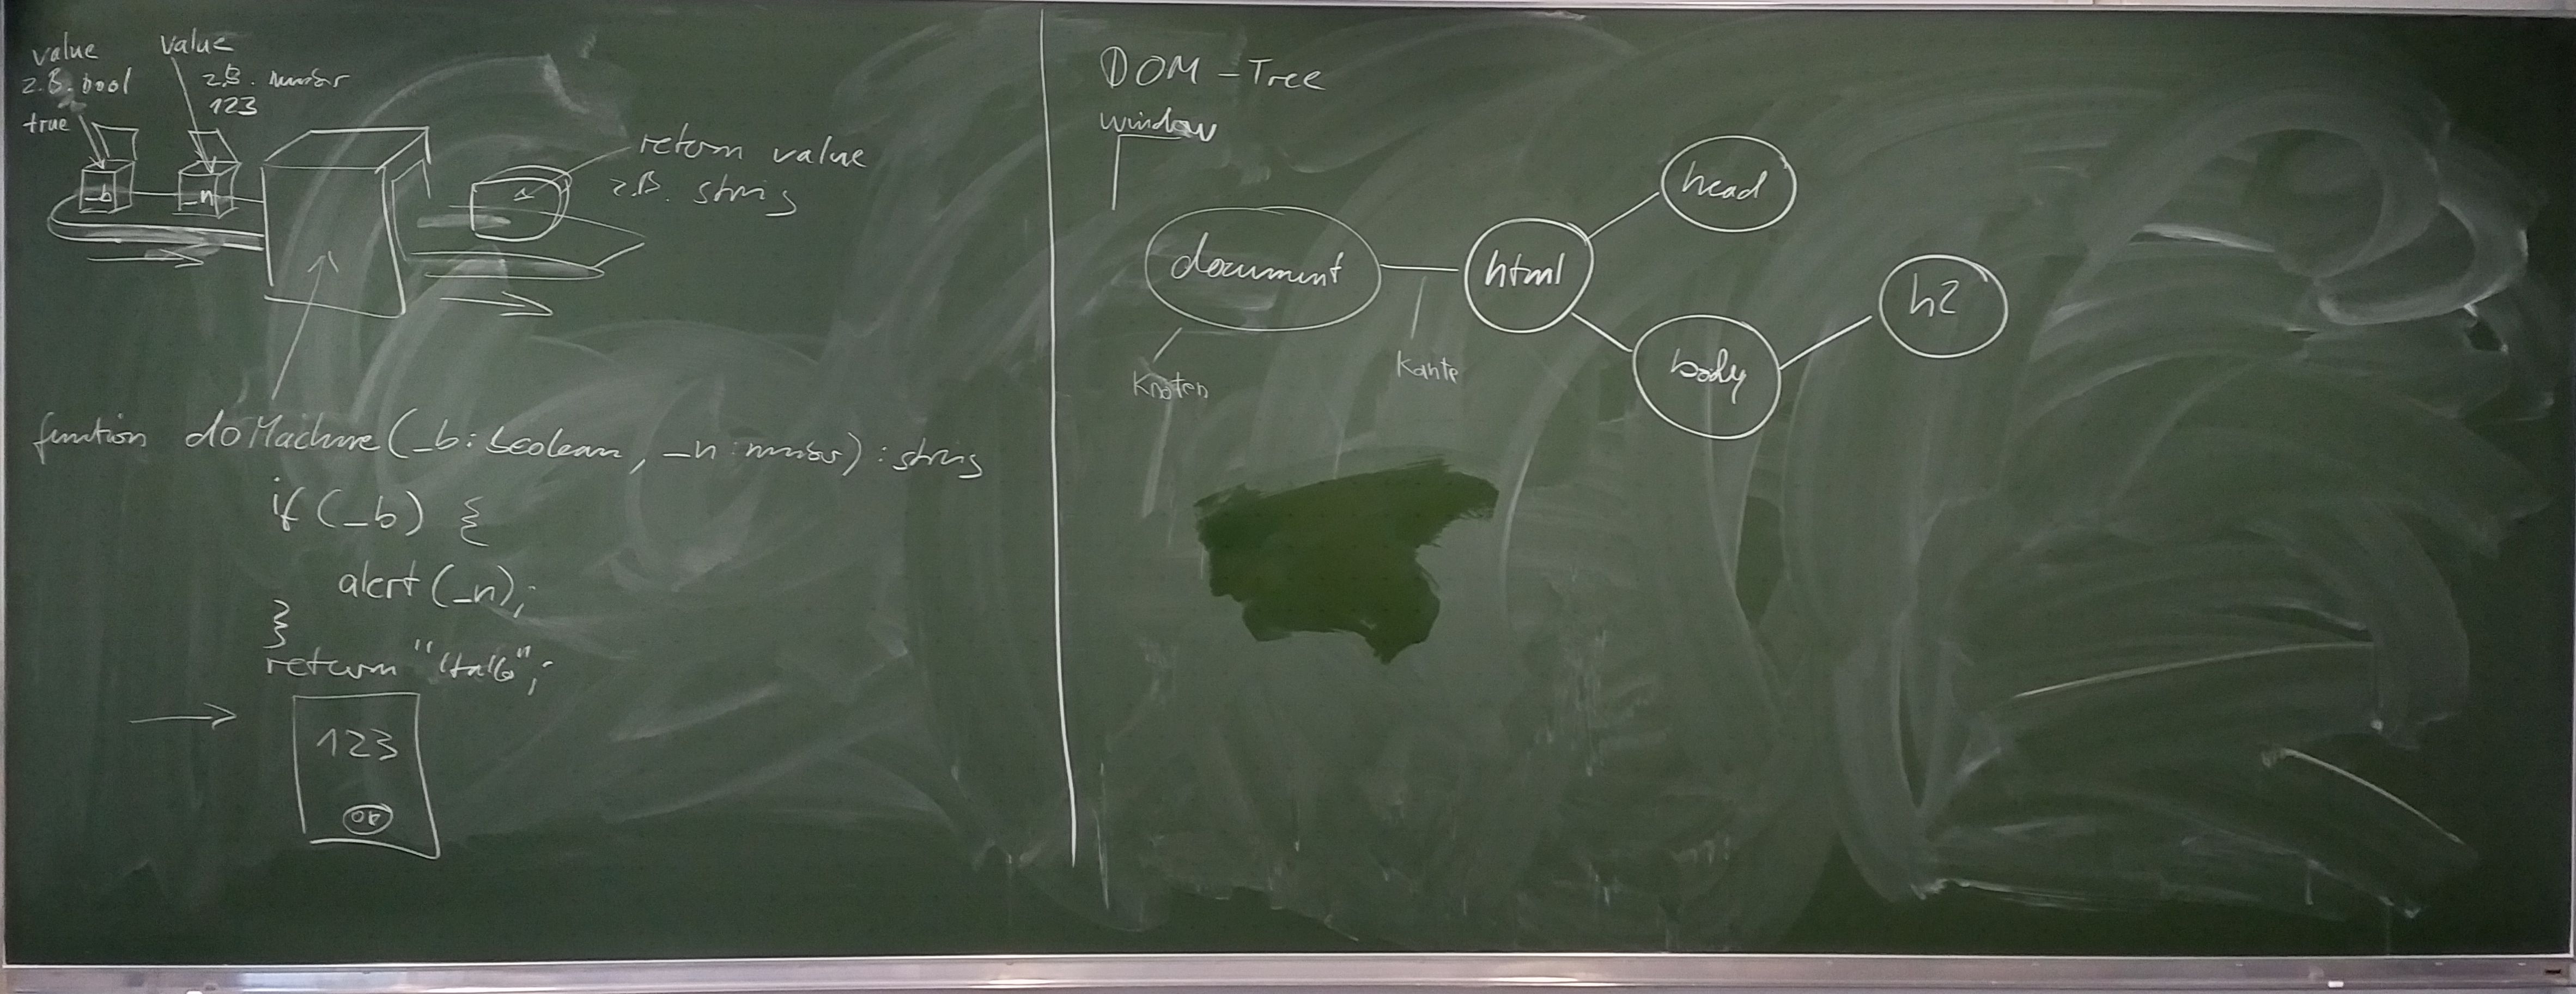 value
z.B. bool
true
value
z.B. number
123
_b
_n
return value
z.B. string
function doMachine(_b: boolean, _n: number) : string
if (_b) {
alert (_n);
}
return "Hallo";
123
OK
DOM - Tree
window
document
html
head
body
h2
Knoten
Kante